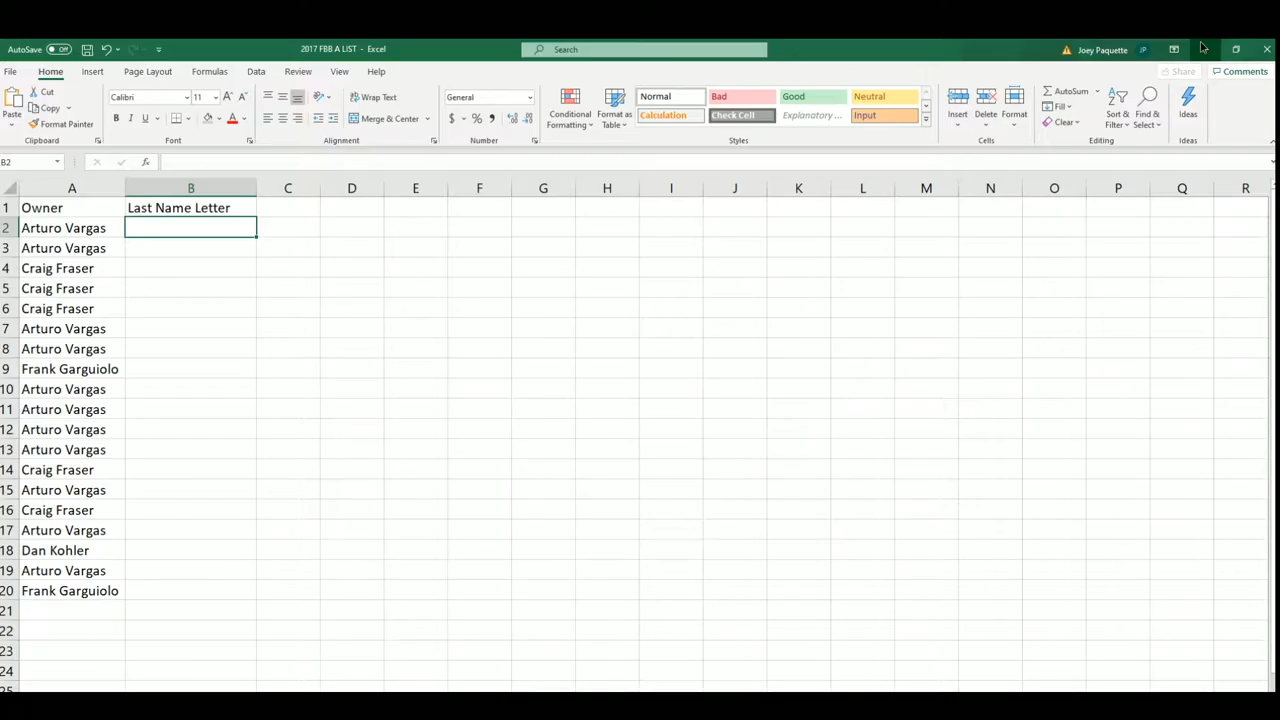 AutoSave Off 2017 FBB A LIST - Excel Search Joey Paquette JP
File Home Insert Page Layout Formulas Data Review View Help Share Comments
Paste Cut Calibri 11 A A Wrap Text General Conditional Formatting Format as Table Normal Bad Good Neutral Insert Delete Format AutoSum Sort & Filter Find & Select Ideas
Copy Fill
Format Painter B I U A Merge & Center $ % , Calculation Check Cell Explanatory ... Input Clear
Clipboard Font Alignment Number Styles Cells Editing Ideas
B2 fx
A B C D E F G H I J K L M N O P Q R
1 Owner Last Name Letter
2 Arturo Vargas
3 Arturo Vargas
4 Craig Fraser
5 Craig Fraser
6 Craig Fraser
7 Arturo Vargas
8 Arturo Vargas
9 Frank Garguiolo
10 Arturo Vargas
11 Arturo Vargas
12 Arturo Vargas
13 Arturo Vargas
14 Craig Fraser
15 Arturo Vargas
16 Craig Fraser
17 Arturo Vargas
18 Dan Kohler
19 Arturo Vargas
20 Frank Garguiolo
21
22
23
24